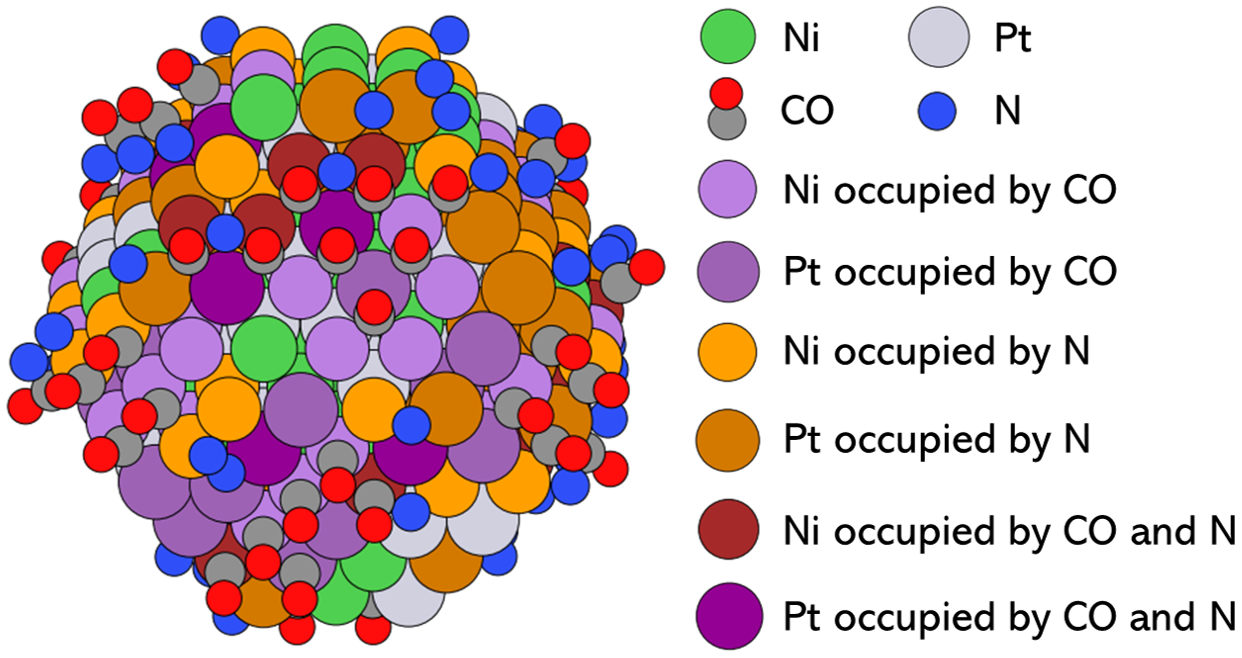 Ni Pt
CO N
Ni occupied by CO
Pt occupied by CO
Ni occupied by N
Pt occupied by N
Ni occupied by CO and N
Pt occupied by CO and N